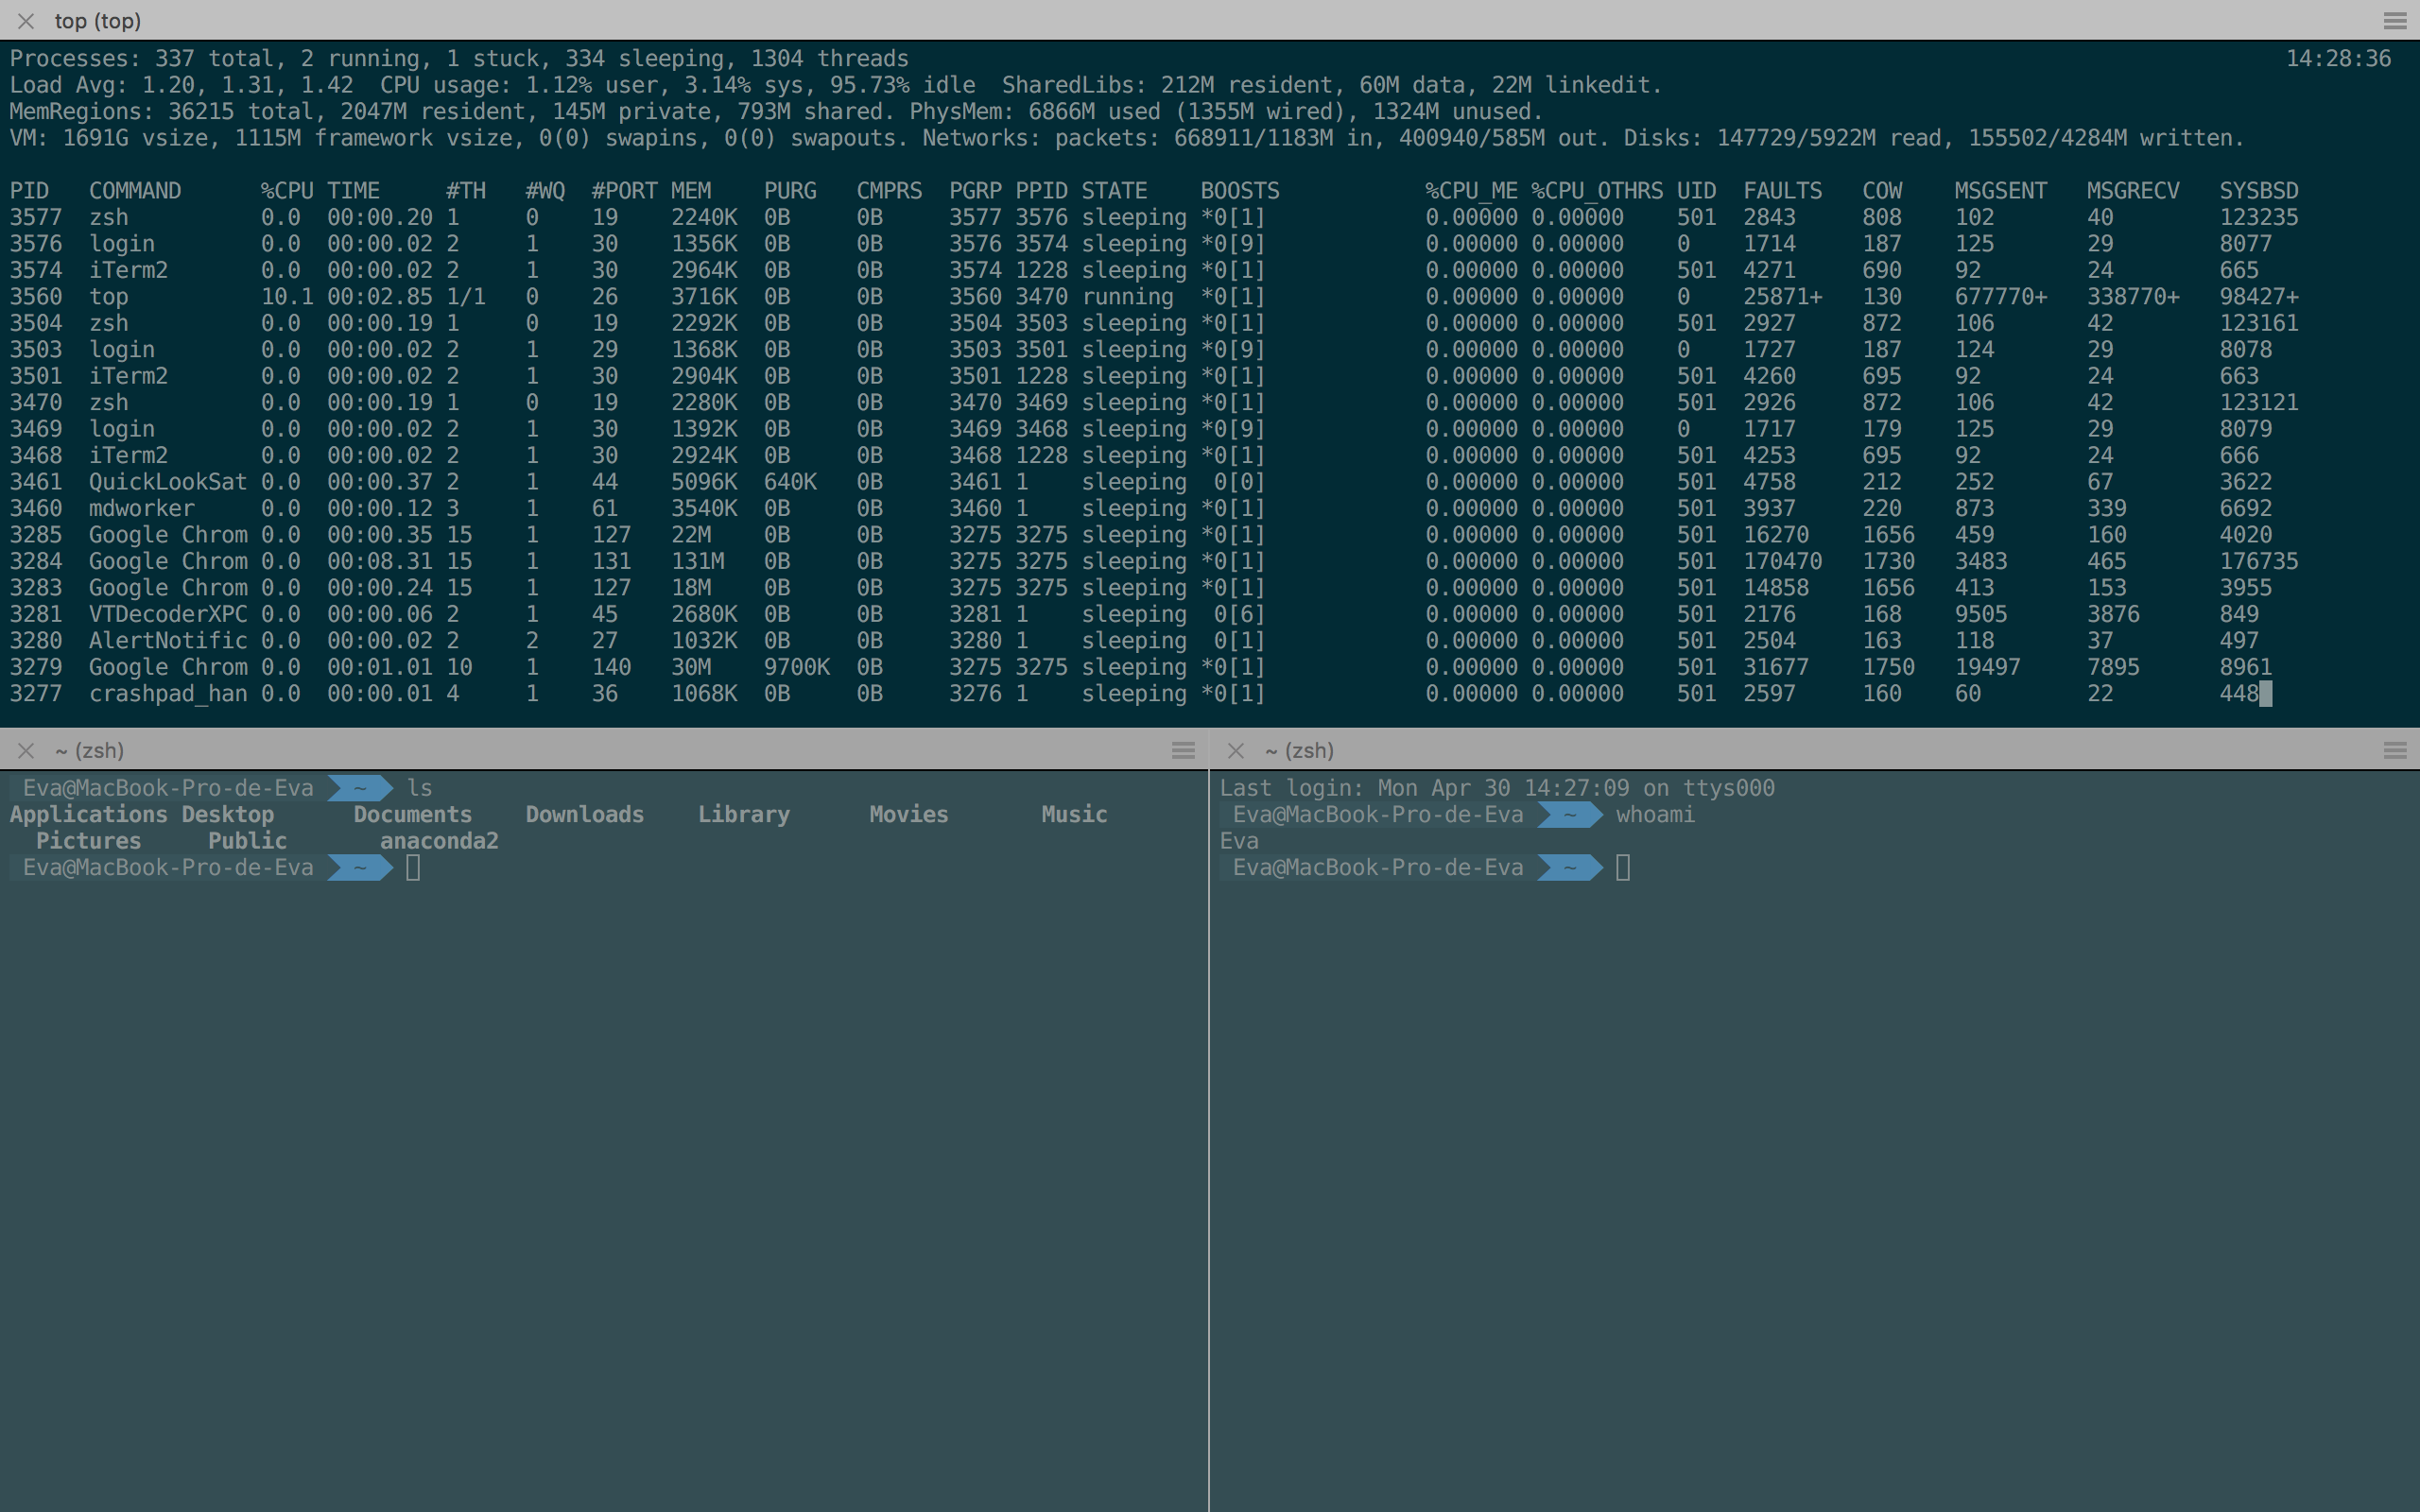 top (top)
Processes: 337 total, 2 running, 1 stuck, 334 sleeping, 1304 threads 14:28:36
Load Avg: 1.20, 1.31, 1.42 CPU usage: 1.12% user, 3.14% sys, 95.73% idle SharedLibs: 212M resident, 60M data, 22M linkedit.
MemRegions: 36215 total, 2047M resident, 145M private, 793M shared. PhysMem: 6866M used (1355M wired), 1324M unused.
VM: 1691G vsize, 1115M framework vsize, 0(0) swapins, 0(0) swapouts. Networks: packets: 668911/1183M in, 400940/585M out. Disks: 147729/5922M read, 155502/4284M written.
PID COMMAND %CPU TIME #TH #WQ #PORT MEM PURG CMPRS PGRP PPID STATE BOOSTS %CPU_ME %CPU_OTHRS UID FAULTS COW MSGSENT MSGRECV SYSBSD
3577 zsh 0.0 00:00.20 1 0 19 2240K 0B 0B 3577 3576 sleeping *0[1] 0.00000 0.00000 501 2843 808 102 40 123235
3576 login 0.0 00:00.02 2 1 30 1356K 0B 0B 3576 3574 sleeping *0[9] 0.00000 0.00000 0 1714 187 125 29 8077
3574 iTerm2 0.0 00:00.02 2 1 30 2964K 0B 0B 3574 1228 sleeping *0[1] 0.00000 0.00000 501 4271 690 92 24 665
3560 top 10.1 00:02.85 1/1 0 26 3716K 0B 0B 3560 3470 running *0[1] 0.00000 0.00000 0 25871+ 130 677770+ 338770+ 98427+
3504 zsh 0.0 00:00.19 1 0 19 2292K 0B 0B 3504 3503 sleeping *0[1] 0.00000 0.00000 501 2927 872 106 42 123161
3503 login 0.0 00:00.02 2 1 29 1368K 0B 0B 3503 3501 sleeping *0[9] 0.00000 0.00000 0 1727 187 124 29 8078
3501 iTerm2 0.0 00:00.02 2 1 30 2904K 0B 0B 3501 1228 sleeping *0[1] 0.00000 0.00000 501 4260 695 92 24 663
3470 zsh 0.0 00:00.19 1 0 19 2280K 0B 0B 3470 3469 sleeping *0[1] 0.00000 0.00000 501 2926 872 106 42 123121
3469 login 0.0 00:00.02 2 1 30 1392K 0B 0B 3469 3468 sleeping *0[9] 0.00000 0.00000 0 1717 179 125 29 8079
3468 iTerm2 0.0 00:00.02 2 1 30 2924K 0B 0B 3468 1228 sleeping *0[1] 0.00000 0.00000 501 4253 695 92 24 666
3461 QuickLookSat 0.0 00:00.37 2 1 44 5096K 640K 0B 3461 1 sleeping 0[0] 0.00000 0.00000 501 4758 212 252 67 3622
3460 mdworker 0.0 00:00.12 3 1 61 3540K 0B 0B 3460 1 sleeping *0[1] 0.00000 0.00000 501 3937 220 873 339 6692
3285 Google Chrom 0.0 00:00.35 15 1 127 22M 0B 0B 3275 3275 sleeping *0[1] 0.00000 0.00000 501 16270 1656 459 160 4020
3284 Google Chrom 0.0 00:08.31 15 1 131 131M 0B 0B 3275 3275 sleeping *0[1] 0.00000 0.00000 501 170470 1730 3483 465 176735
3283 Google Chrom 0.0 00:00.24 15 1 127 18M 0B 0B 3275 3275 sleeping *0[1] 0.00000 0.00000 501 14858 1656 413 153 3955
3281 VTDecoderXPC 0.0 00:00.06 2 1 45 2680K 0B 0B 3281 1 sleeping 0[6] 0.00000 0.00000 501 2176 168 9505 3876 849
3280 AlertNotific 0.0 00:00.02 2 2 27 1032K 0B 0B 3280 1 sleeping 0[1] 0.00000 0.00000 501 2504 163 118 37 497
3279 Google Chrom 0.0 00:01.01 10 1 140 30M 9700K 0B 3275 3275 sleeping *0[1] 0.00000 0.00000 501 31677 1750 19497 7895 8961
3277 crashpad_han 0.0 00:00.01 4 1 36 1068K 0B 0B 3276 1 sleeping *0[1] 0.00000 0.00000 501 2597 160 60 22 448
~ (zsh)
Eva@MacBook-Pro-de-Eva ~ ls
Applications Desktop Documents Downloads Library Movies Music
Pictures Public anaconda2
Eva@MacBook-Pro-de-Eva ~
~ (zsh)
Last login: Mon Apr 30 14:27:09 on ttys000
Eva@MacBook-Pro-de-Eva ~ whoami
Eva
Eva@MacBook-Pro-de-Eva ~